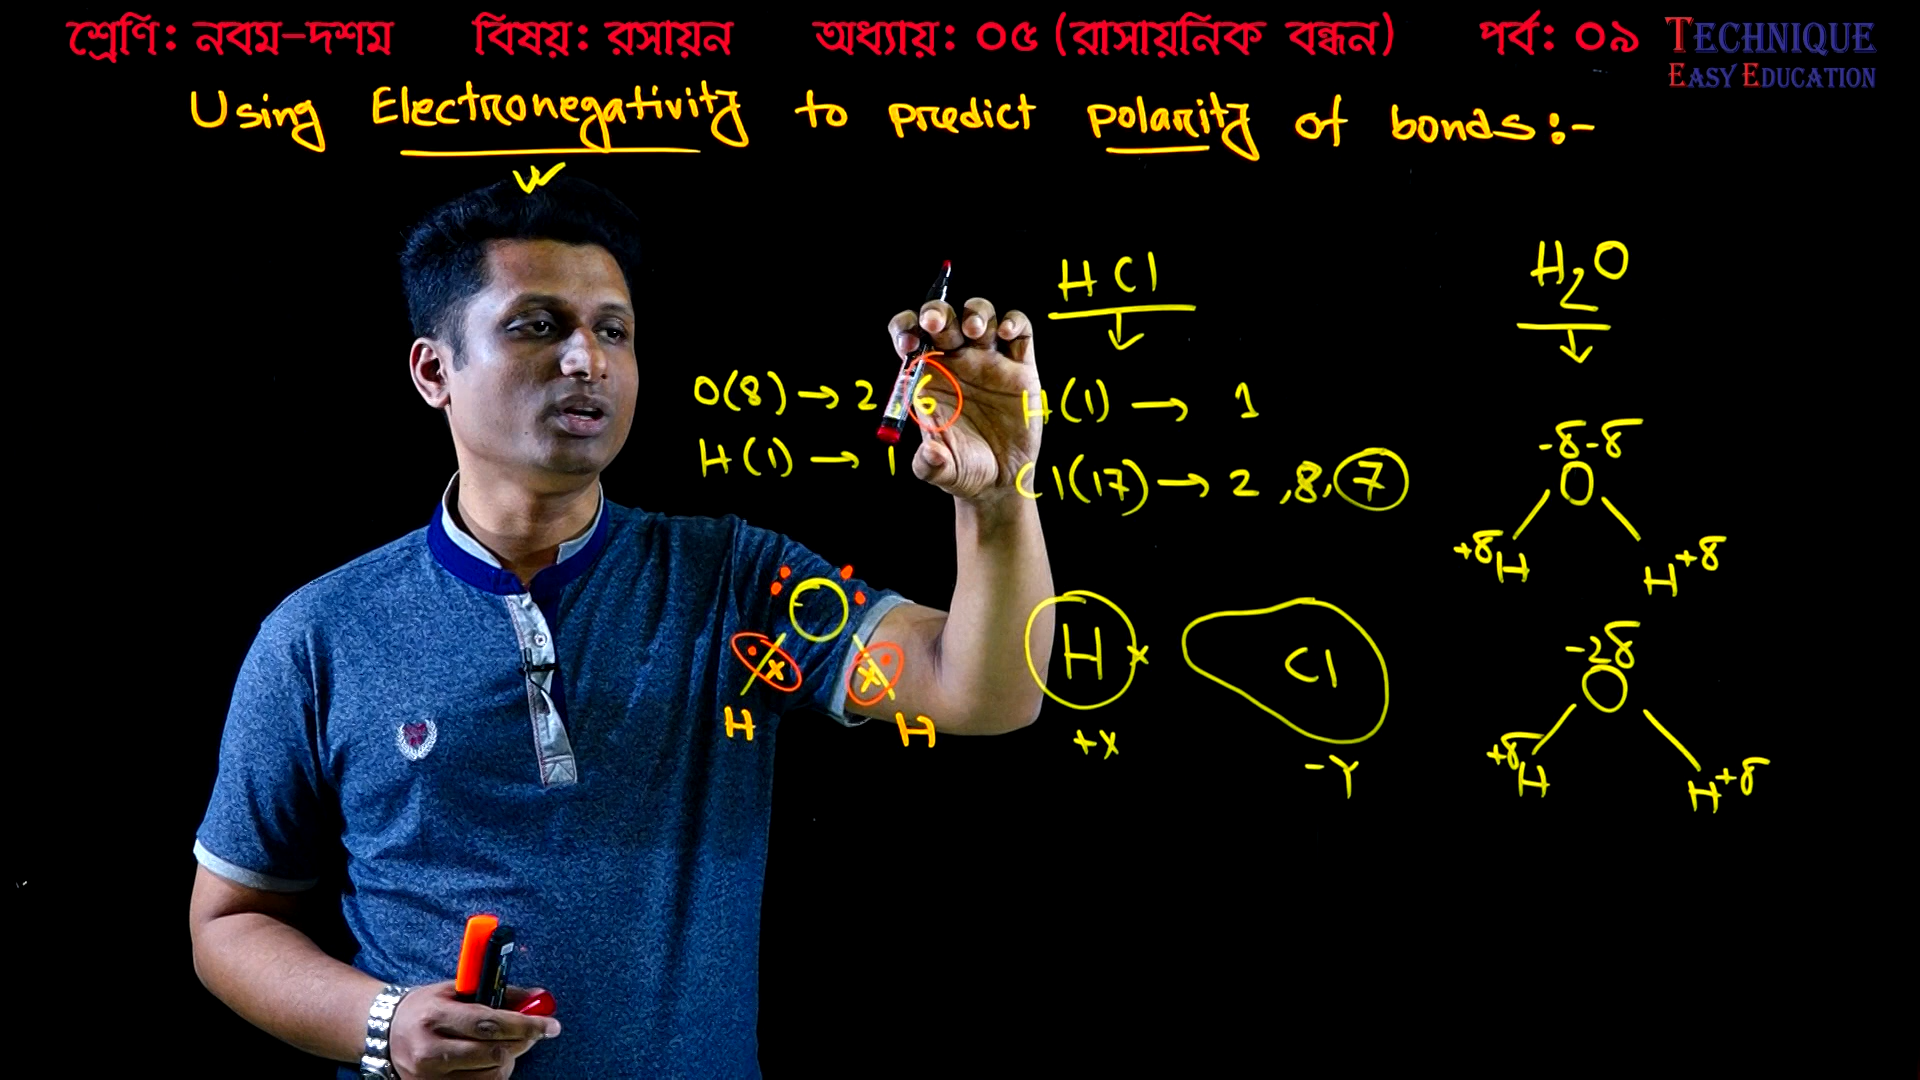 শ্রেণি: নবম-দশম বিষয়: রসায়ন অধ্যায়: ০৫ (রাসায়নিক বন্ধন) পর্ব: ০৯
TECHNIQUE
EASY EDUCATION
Using Electronegativity to predict polarity of bonds:-
HCl
H₂O
O(8) → 2, 6
H(1) → 1
H(1) → 1
Cl(17) → 2, 8, 7
-δ -δ
O
+δ H H +δ
O
H H
H x Cl
+x -Y
-2δ
O
+δ H H +δ